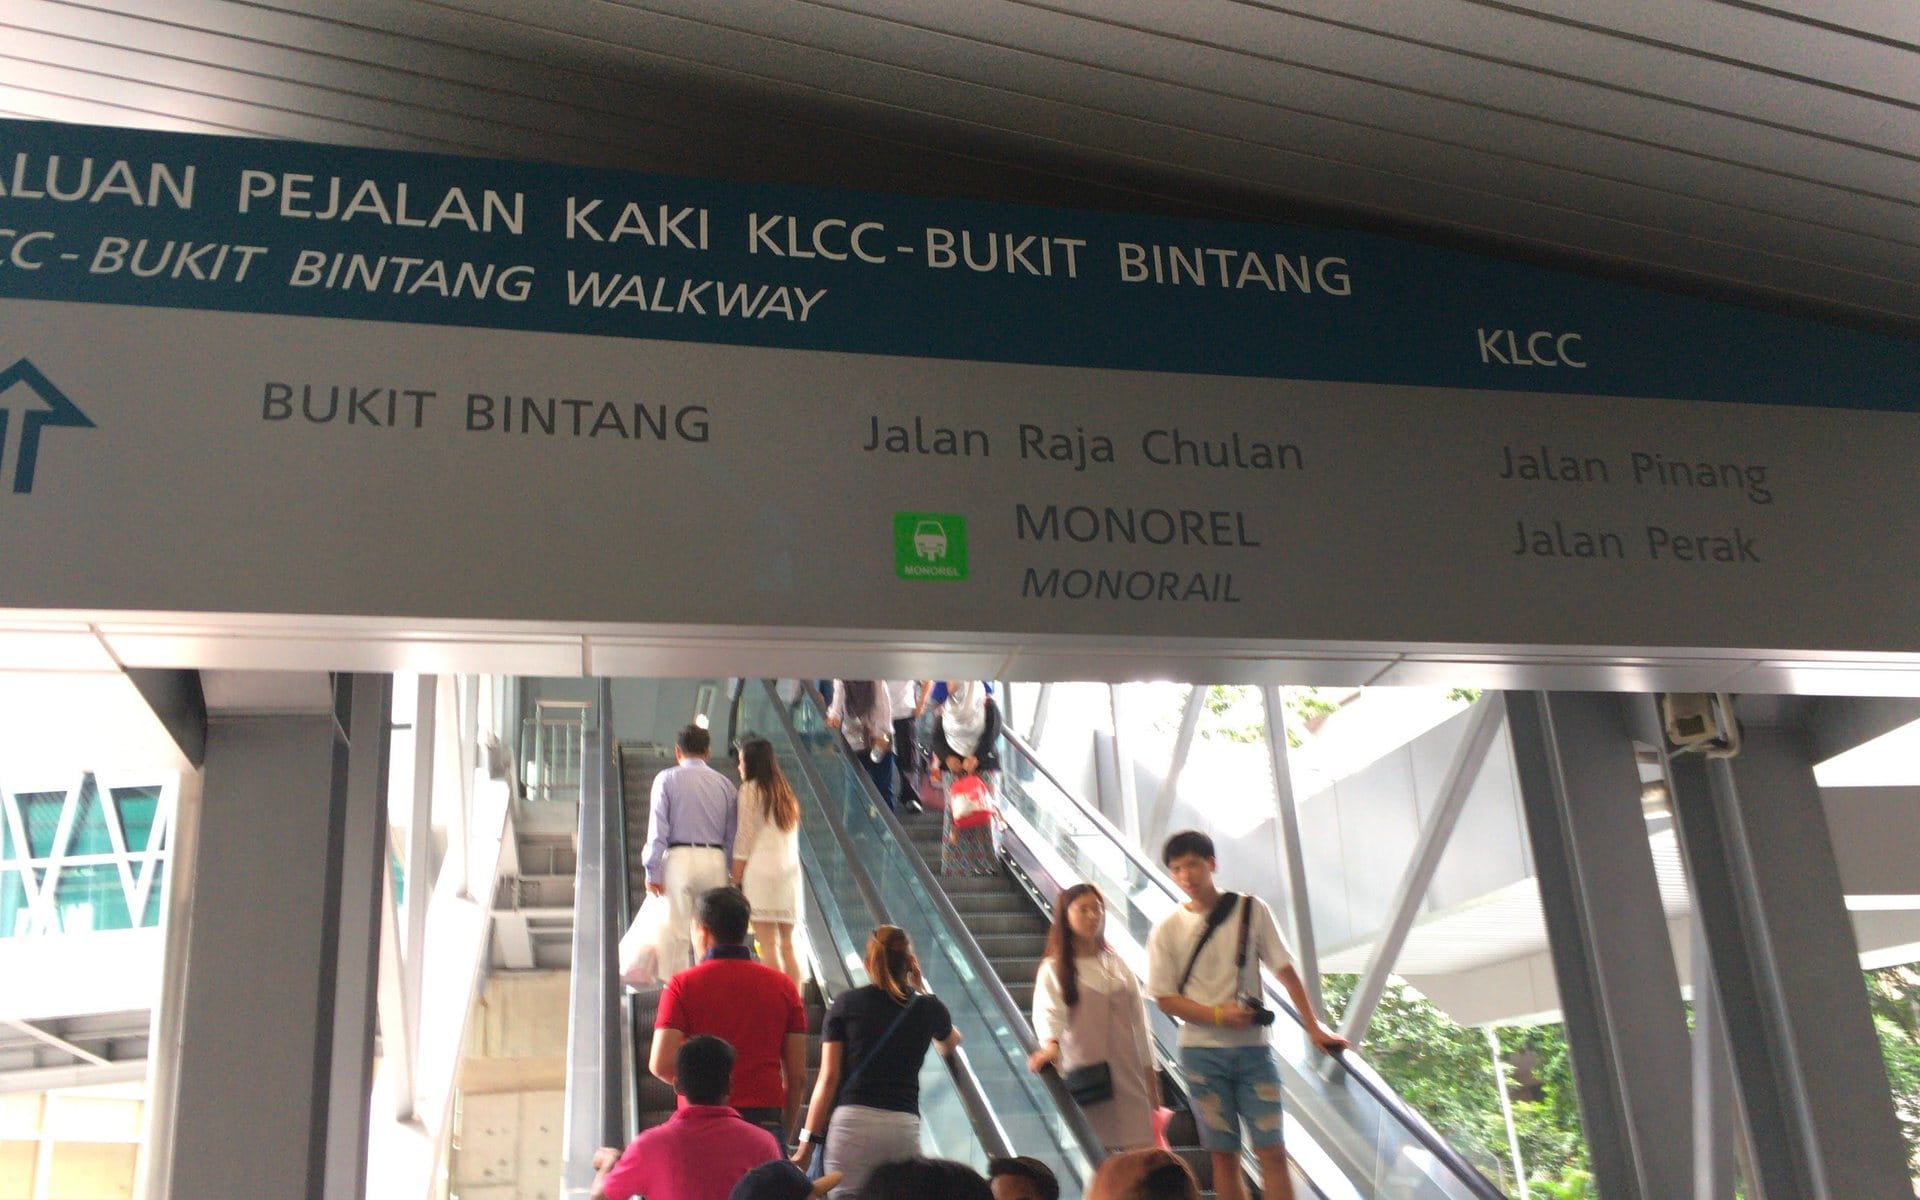 ALUAN PEJALAN KAKI KLCC-BUKIT BINTANG
CC-BUKIT BINTANG WALKWAY
KLCC
BUKIT BINTANG
Jalan Raja Chulan
Jalan Pinang
MONOREL
Jalan Perak
MONOREL
MONORAIL